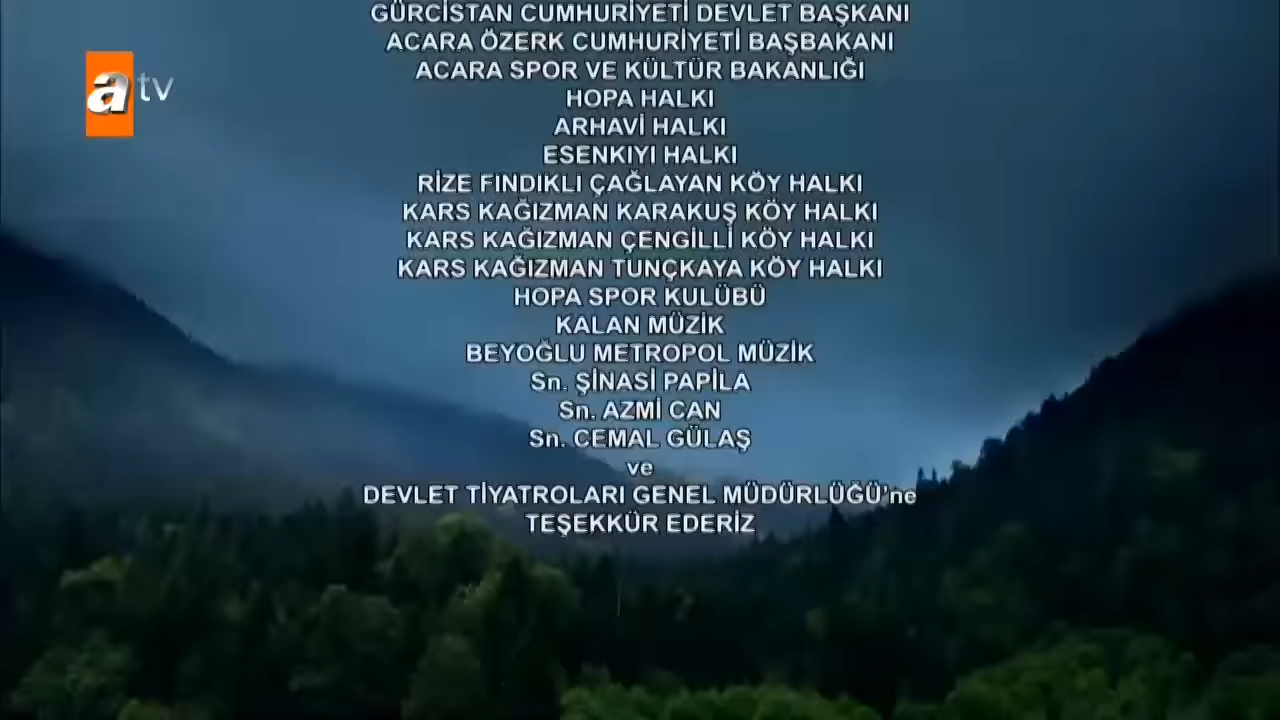 GÜRCİSTAN CUMHURİYETİ DEVLET BAŞKANI
ACARA ÖZERK CUMHURİYETİ BAŞBAKANI
ACARA SPOR VE KÜLTÜR BAKANLIĞI
atv
HOPA HALKI
ARHAVİ HALKI
ESENKIYI HALKI
RİZE FINDIKLI ÇAĞLAYAN KÖY HALKI
KARS KAĞIZMAN KARAKUŞ KÖY HALKI
KARS KAĞIZMAN ÇENGİLLİ KÖY HALKI
KARS KAĞIZMAN TUNÇKAYA KÖY HALKI
HOPA SPOR KULÜBÜ
KALAN MÜZİK
BEYOĞLU METROPOL MÜZİK
Sn. ŞİNASİ PAPİLA
Sn. AZMİ CAN
Sn. CEMAL GÜLAŞ
ve
DEVLET TİYATROLARI GENEL MÜDÜRLÜĞÜ'ne
TEŞEKKÜR EDERİZ